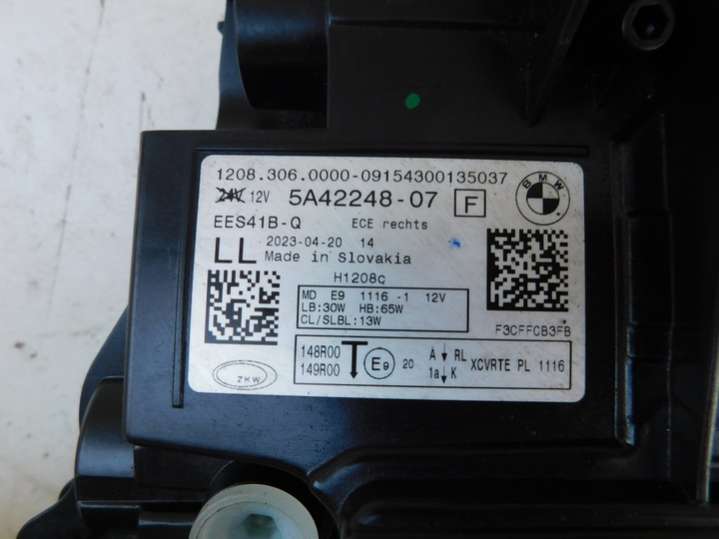 1208.306.0000-09154300135037
24V 12V 5A42248-07 F
BMW
EES41B-Q ECE rechts
LL 2023-04-20 14
Made in Slovakia
H1208c
MD E9 1116 -1 12V
LB:30W HB:65W
CL/SLBL:13W
F3CFFCB3FB
148R00
149R00
E9 20
A ↓ RL
1a ↓ K
XCVRTE PL 1116
ZKW